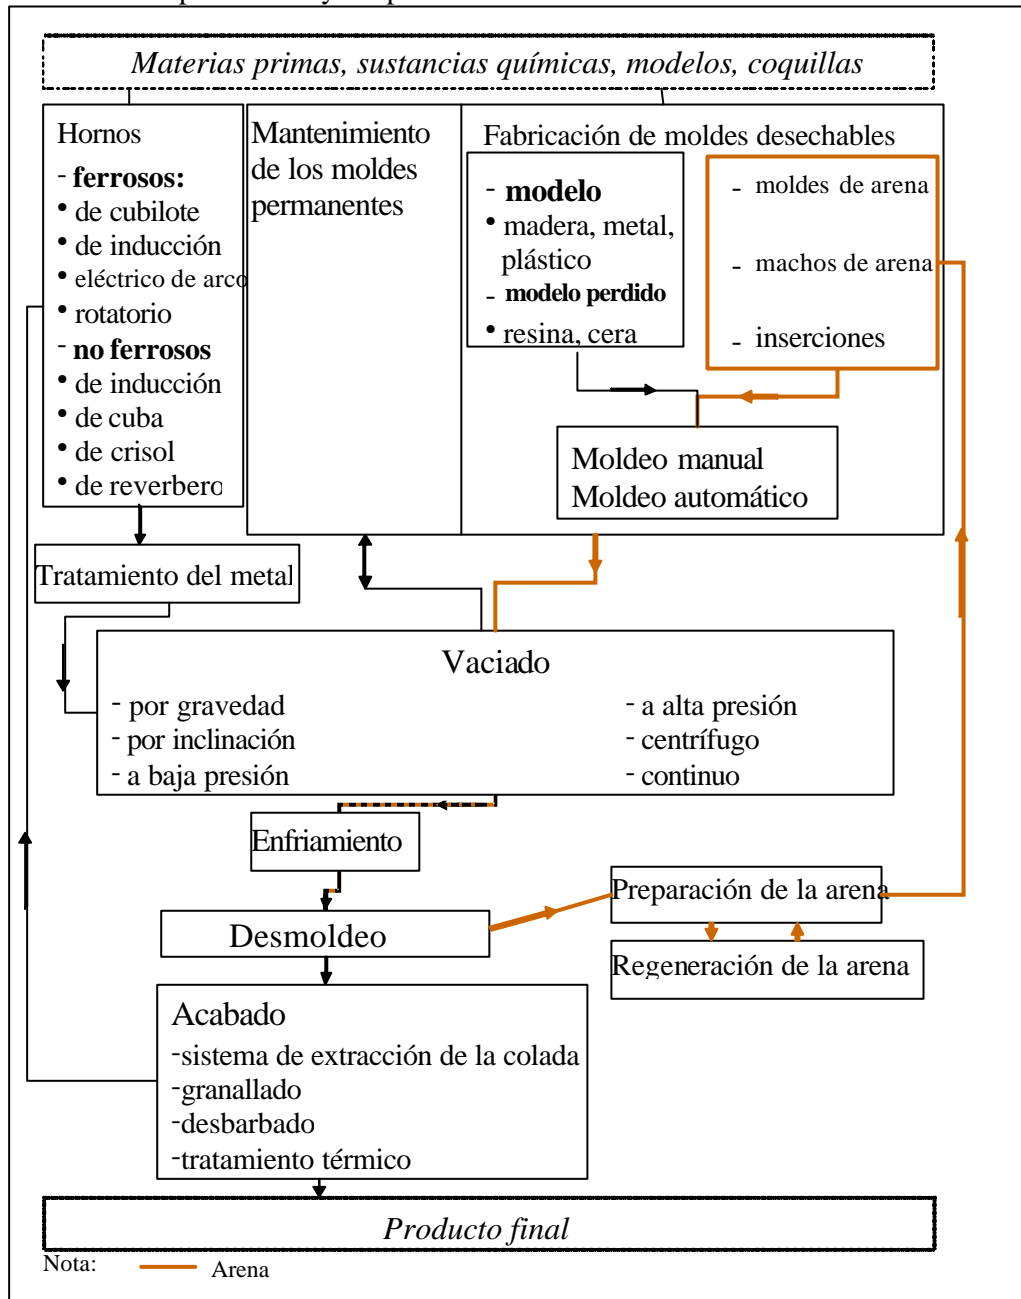 Materias primas, sustancias químicas, modelos, coquillas
Hornos
- ferrosos:
• de cubilote
• de inducción
• eléctrico de arco
• rotatorio
- no ferrosos
• de inducción
• de cuba
• de crisol
• de reverbero
Mantenimiento
de los moldes
permanentes
Fabricación de moldes desechables
- modelo
• madera, metal,
plástico
- modelo perdido
• resina, cera
- moldes de arena
- machos de arena
- inserciones
Moldeo manual
Moldeo automático
Tratamiento del metal
Vaciado
- por gravedad
- por inclinación
- a baja presión
- a alta presión
- centrífugo
- continuo
Enfriamiento
Desmoldeo
Preparación de la arena
Regeneración de la arena
Acabado
-sistema de extracción de la colada
-granallado
-desbarbado
-tratamiento térmico
Producto final
Nota:
Arena